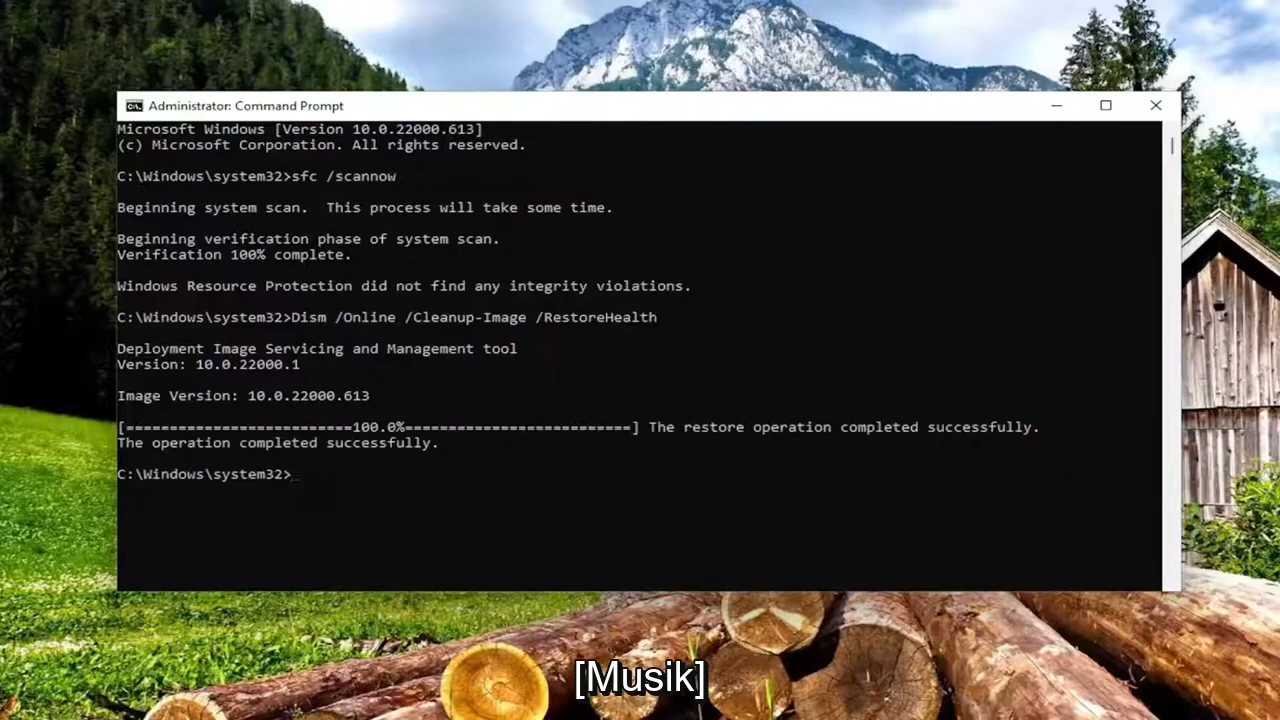 Administrator: Command Prompt
Microsoft Windows [Version 10.0.22000.613]
(c) Microsoft Corporation. All rights reserved.
C:\Windows\system32>sfc /scannow
Beginning system scan.  This process will take some time.
Beginning verification phase of system scan.
Verification 100% complete.
Windows Resource Protection did not find any integrity violations.
C:\Windows\system32>Dism /Online /Cleanup-Image /RestoreHealth
Deployment Image Servicing and Management tool
Version: 10.0.22000.1
Image Version: 10.0.22000.613
[==========================100.0%==========================] The restore operation completed successfully.
The operation completed successfully.
C:\Windows\system32>
[Musik]